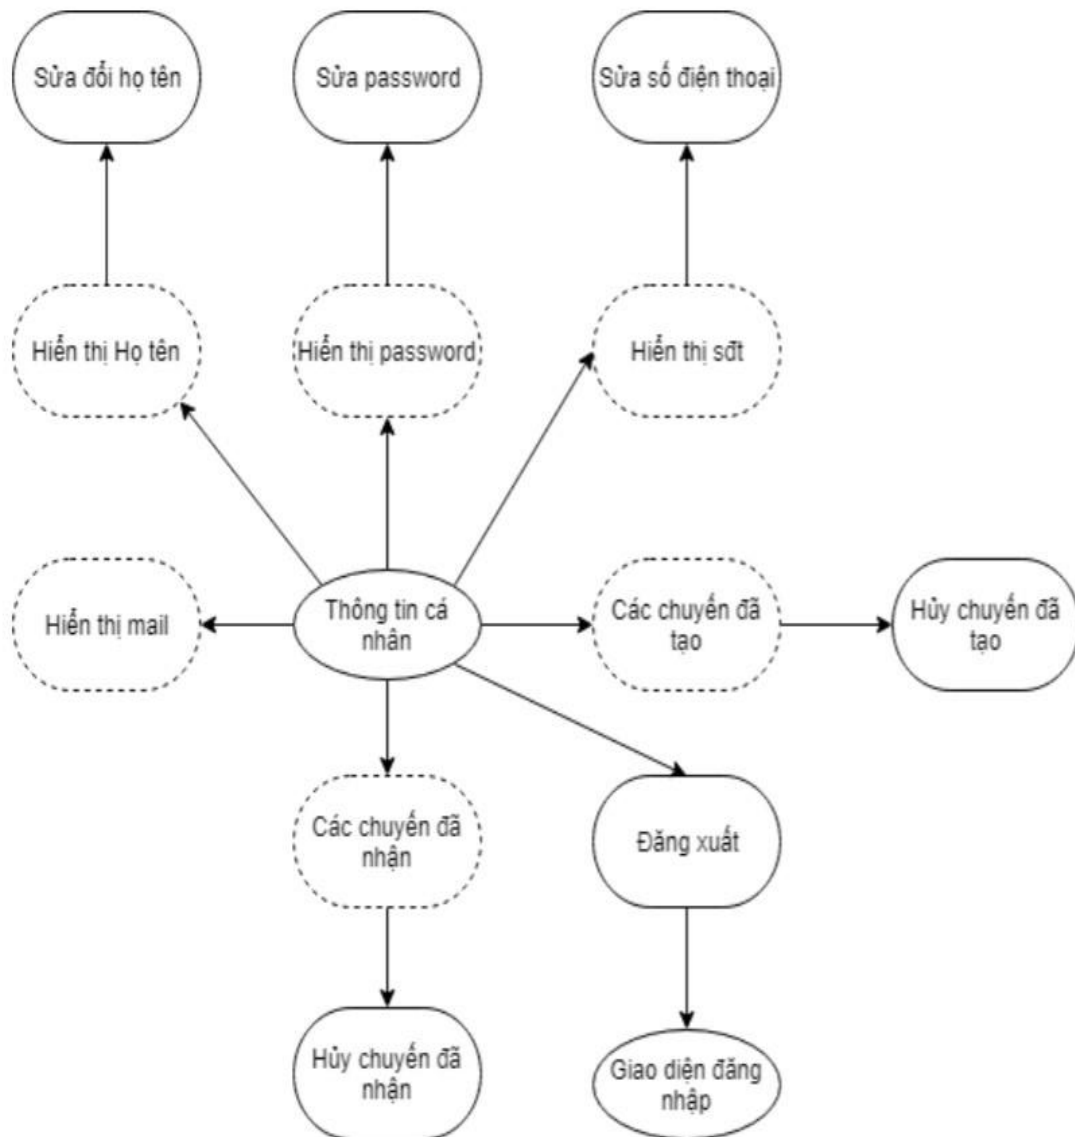 Sửa đổi họ tên
Sửa password
Sửa số điện thoại
Hiển thị Họ tên
Hiển thị password
Hiển thị sđt
Hiển thị mail
Thông tin cá
nhân
Các chuyến đã
tạo
Hủy chuyến đã
tạo
Các chuyến đã
nhận
Đăng xuất
Hủy chuyến đã
nhận
Giao diện đăng
nhập